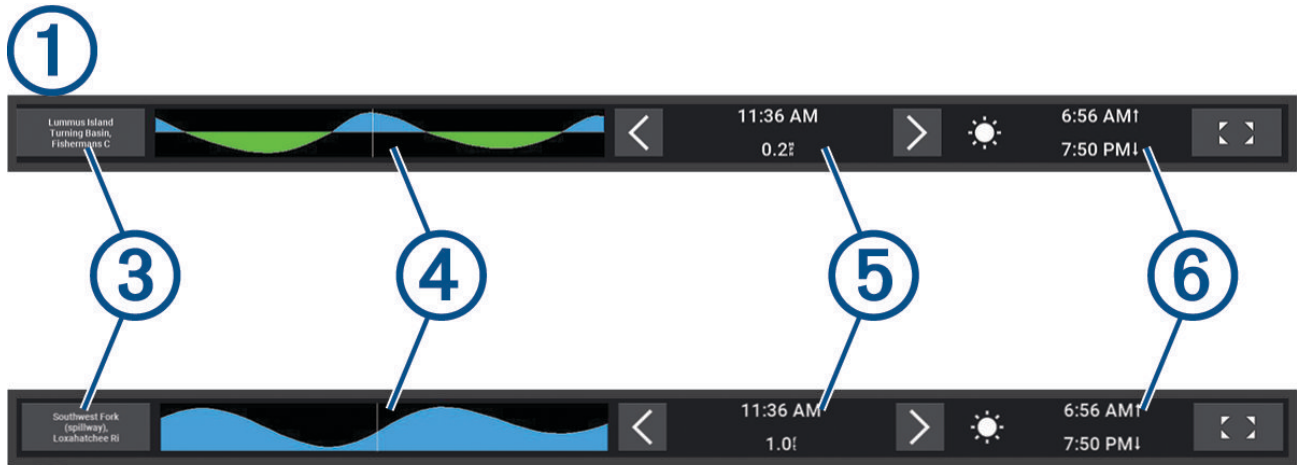 1
Lummus Island
Turning Basin,
Fishermans C
11:36 AM
0.2
6:56 AM↑
7:50 PM↓
3
4
5
6
Southwest Fork
(spillway),
Loxahatchee Ri
11:36 AM
1.0
6:56 AM↑
7:50 PM↓